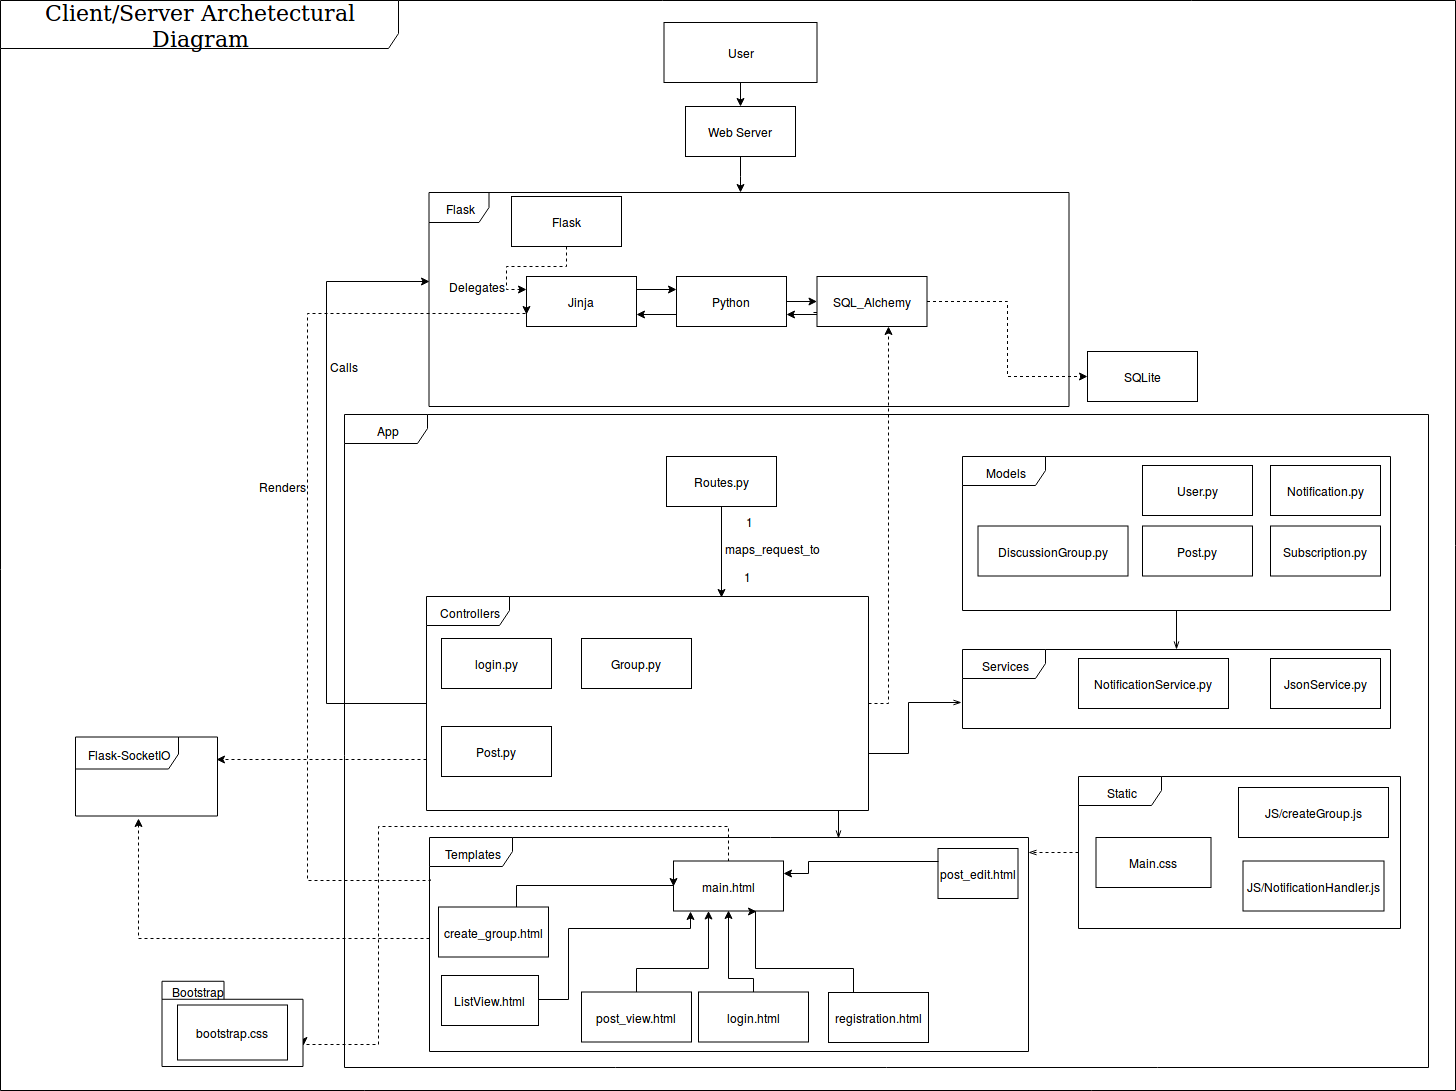 Client/Server Archetectural
Diagram
User
Web Server
Flask
Flask
Delegates
Jinja
Python
SQL_Alchemy
SQLite
Calls
App
Renders
Routes.py
1
maps_request_to
1
Models
User.py
Notification.py
DiscussionGroup.py
Post.py
Subscription.py
Controllers
login.py
Group.py
Post.py
Services
NotificationService.py
JsonService.py
Flask-SocketIO
Static
JS/createGroup.js
Main.css
JS/NotificationHandler.js
Templates
main.html
post_edit.html
create_group.html
ListView.html
post_view.html
login.html
registration.html
Bootstrap
bootstrap.css